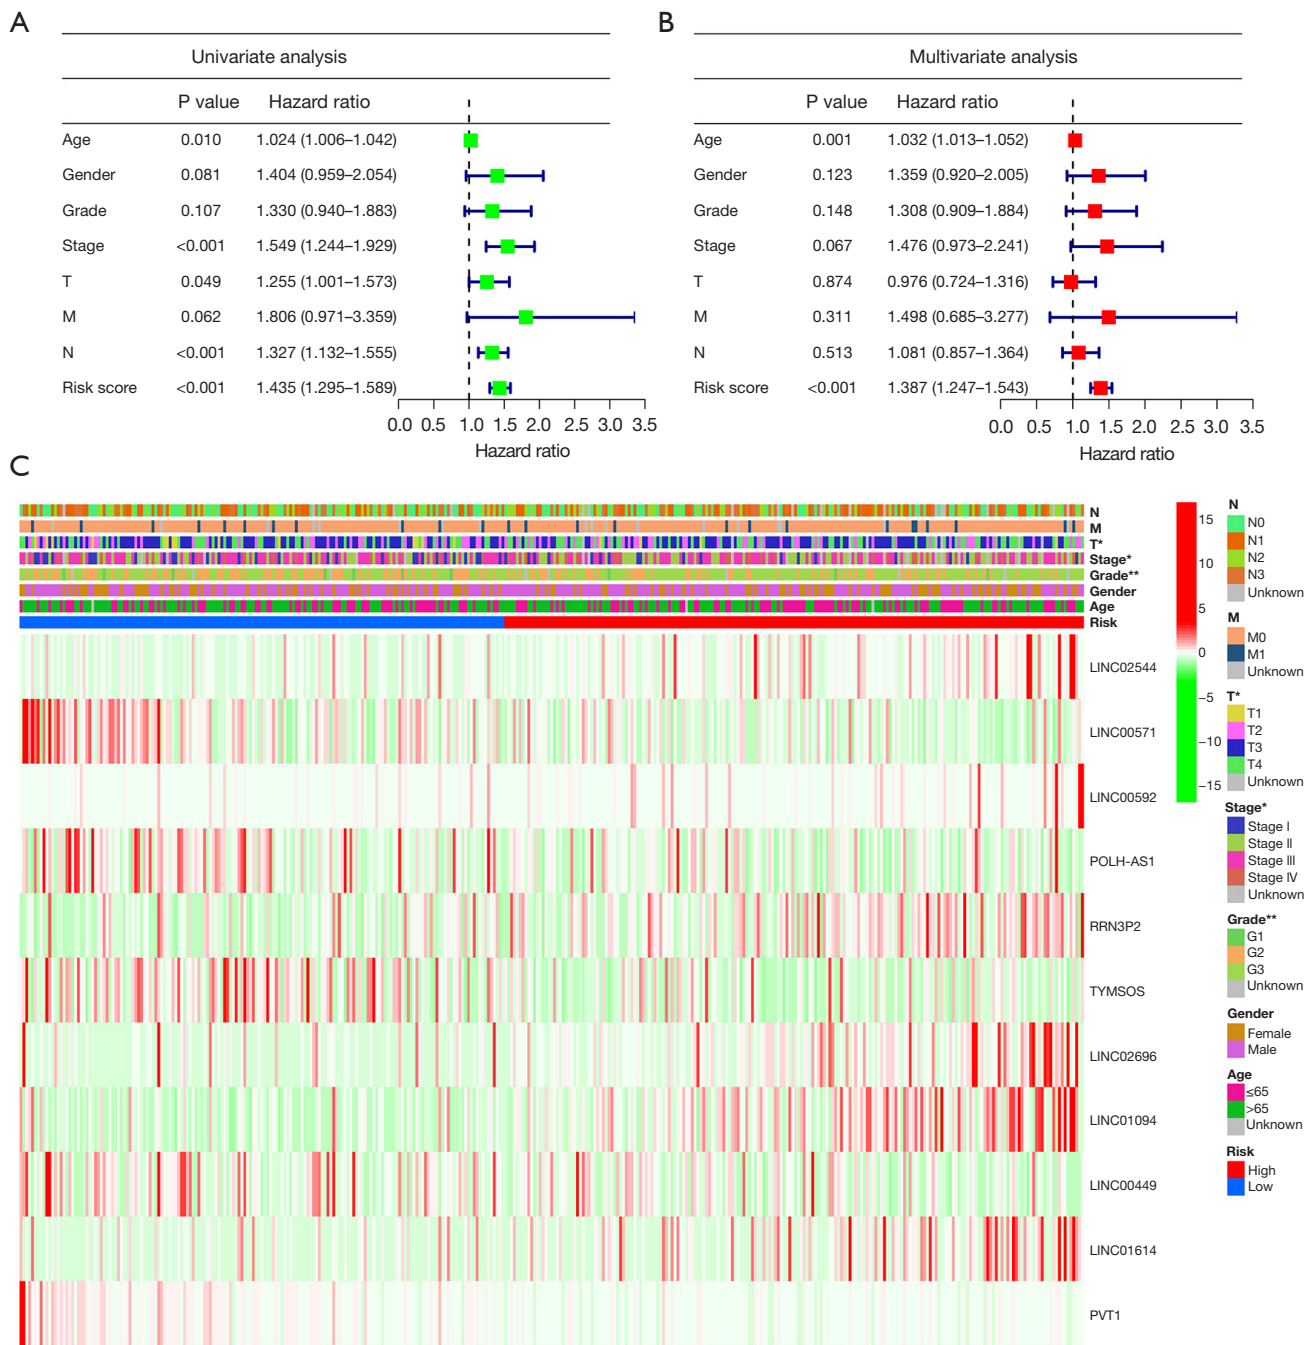 A
Univariate analysis
P value Hazard ratio
Age 0.010 1.024 (1.006–1.042)
Gender 0.081 1.404 (0.959–2.054)
Grade 0.107 1.330 (0.940–1.883)
Stage <0.001 1.549 (1.244–1.929)
T 0.049 1.255 (1.001–1.573)
M 0.062 1.806 (0.971–3.359)
N <0.001 1.327 (1.132–1.555)
Risk score <0.001 1.435 (1.295–1.589)
0.0 0.5 1.0 1.5 2.0 2.5 3.0 3.5
Hazard ratio
B
Multivariate analysis
P value Hazard ratio
Age 0.001 1.032 (1.013–1.052)
Gender 0.123 1.359 (0.920–2.005)
Grade 0.148 1.308 (0.909–1.884)
Stage 0.067 1.476 (0.973–2.241)
T 0.874 0.976 (0.724–1.316)
M 0.311 1.498 (0.685–3.277)
N 0.513 1.081 (0.857–1.364)
Risk score <0.001 1.387 (1.247–1.543)
0.0 0.5 1.0 1.5 2.0 2.5 3.0 3.5
Hazard ratio
C
N
M
T*
Stage*
Grade**
Gender
Age
Risk
LINC02544
LINC00571
LINC00592
POLH-AS1
RRN3P2
TYMSOS
LINC02696
LINC01094
LINC00449
LINC01614
PVT1
15
10
5
0
−5
−10
−15
N
N0
N1
N2
N3
Unknown
M
M0
M1
Unknown
T*
T1
T2
T3
T4
Unknown
Stage*
Stage I
Stage II
Stage III
Stage IV
Unknown
Grade**
G1
G2
G3
Unknown
Gender
Female
Male
Age
≤65
>65
Unknown
Risk
High
Low